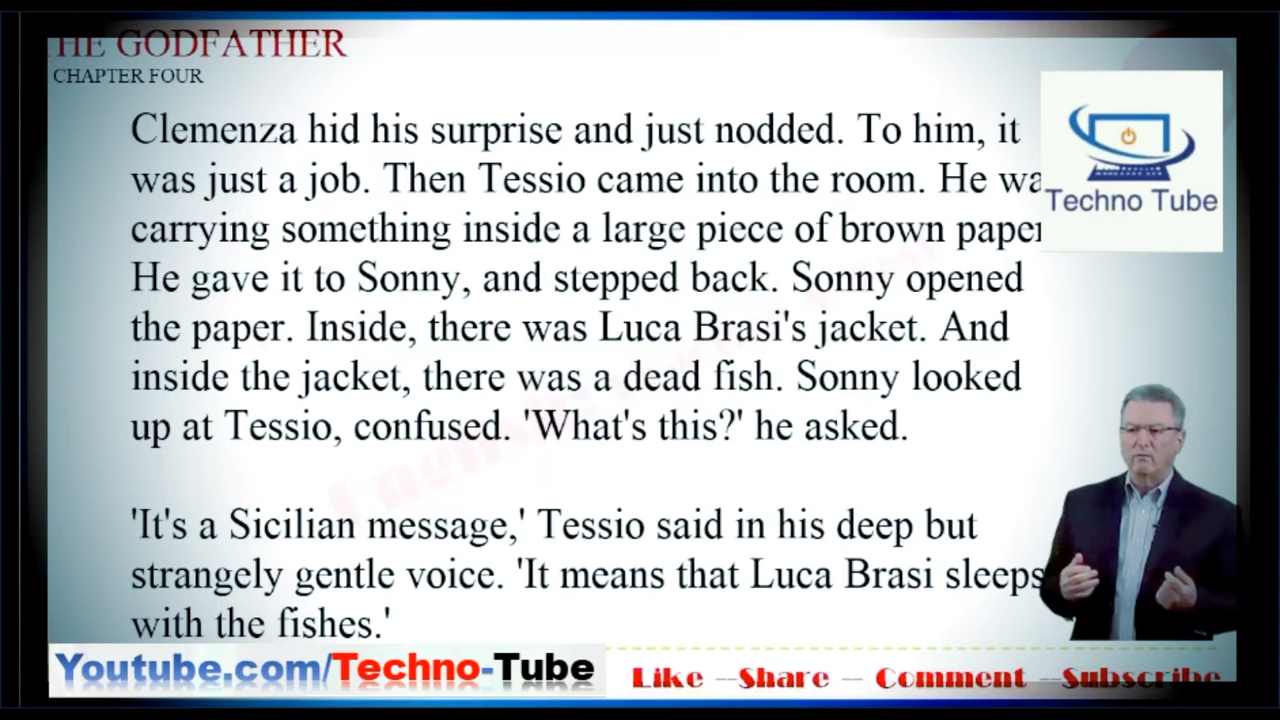 THE GODFATHER
CHAPTER FOUR
Clemenza hid his surprise and just nodded. To him, it
was just a job. Then Tessio came into the room. He wa
carrying something inside a large piece of brown paper
He gave it to Sonny, and stepped back. Sonny opened
the paper. Inside, there was Luca Brasi's jacket. And
inside the jacket, there was a dead fish. Sonny looked
up at Tessio, confused. 'What's this?' he asked.
'It's a Sicilian message,' Tessio said in his deep but
strangely gentle voice. 'It means that Luca Brasi sleeps
with the fishes.'
Techno Tube
Youtube.com/Techno-Tube
Like --Share -- Comment --Subscribe